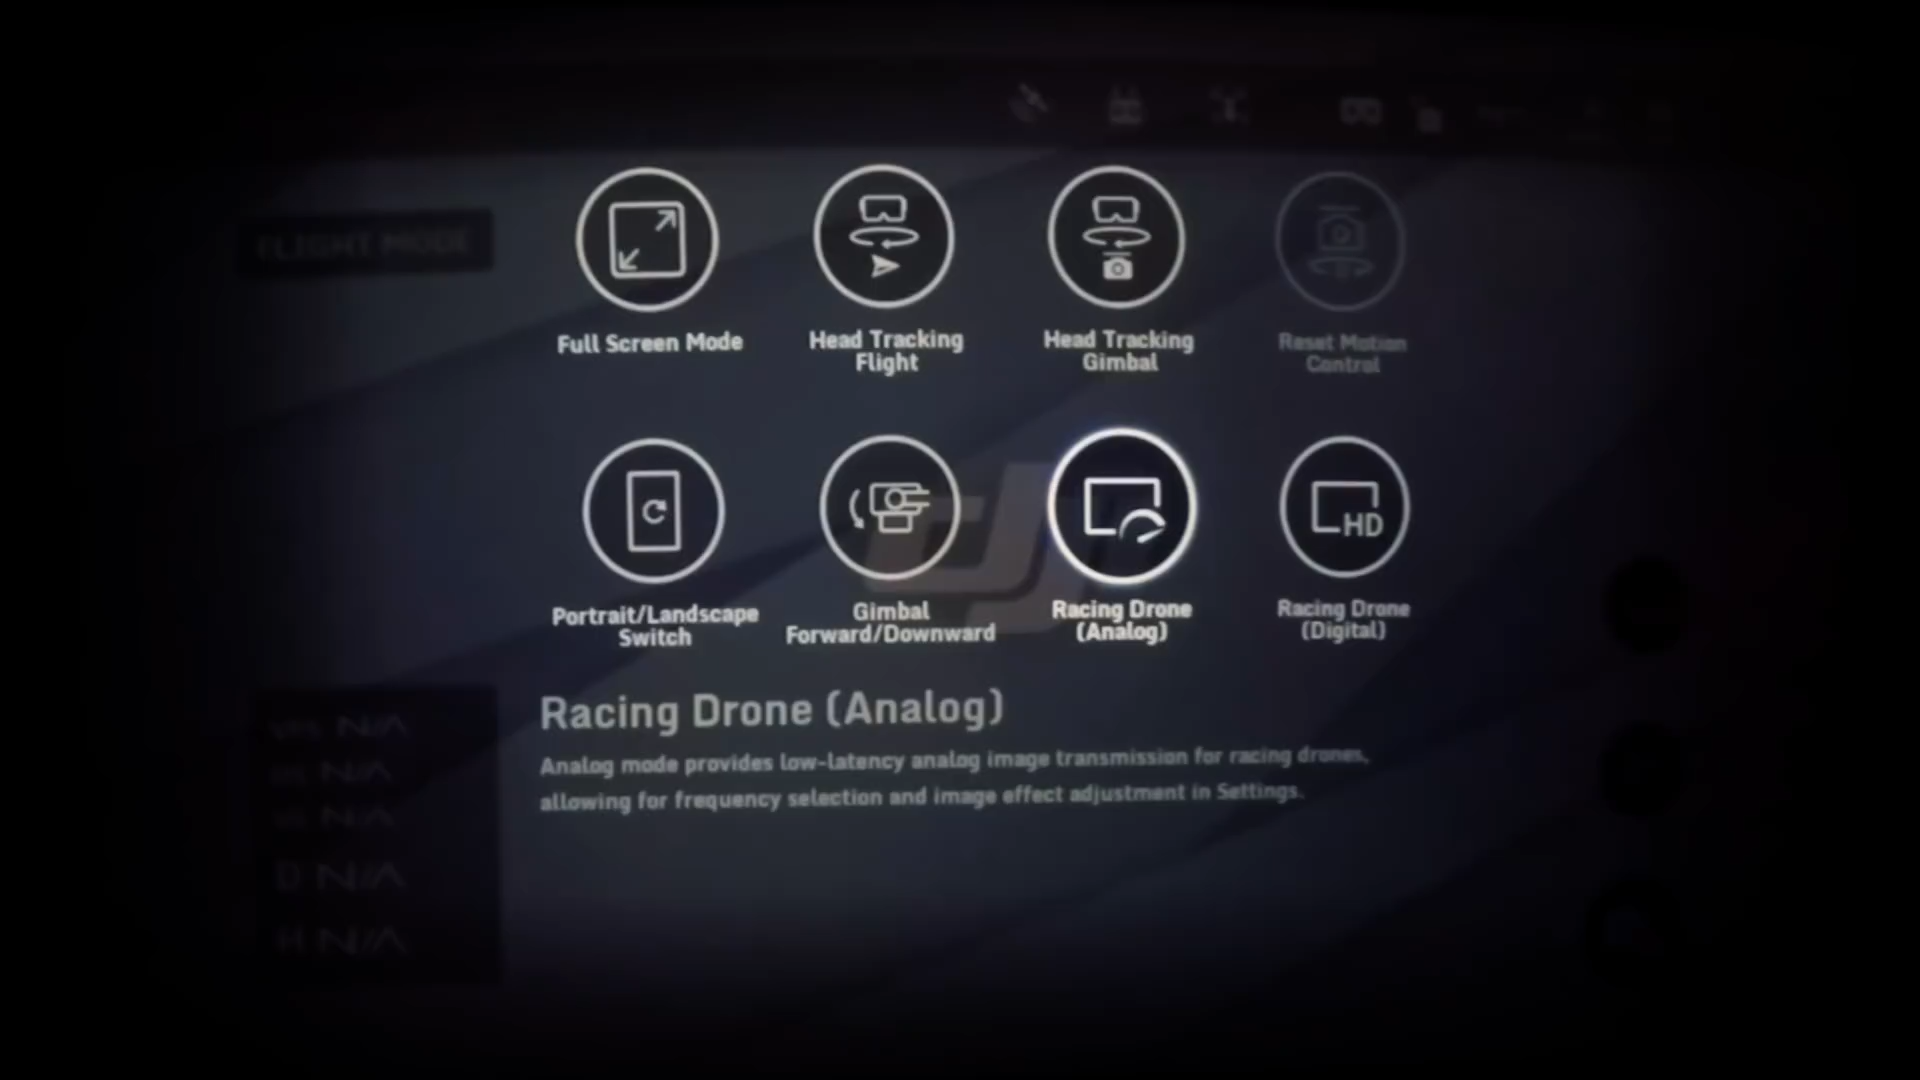 FLIGHT MODE
Full Screen Mode
Head Tracking
Flight
Head Tracking
Gimbal
Reset Motion
Control
HD
Portrait/Landscape
Switch
Gimbal
Forward/Downward
Racing Drone
(Analog)
Racing Drone
(Digital)
Racing Drone (Analog)
Analog mode provides low-latency analog image transmission for racing drones,
allowing for frequency selection and image effect adjustment in Settings.
N/A
N/A
N/A
D N/A
H N/A